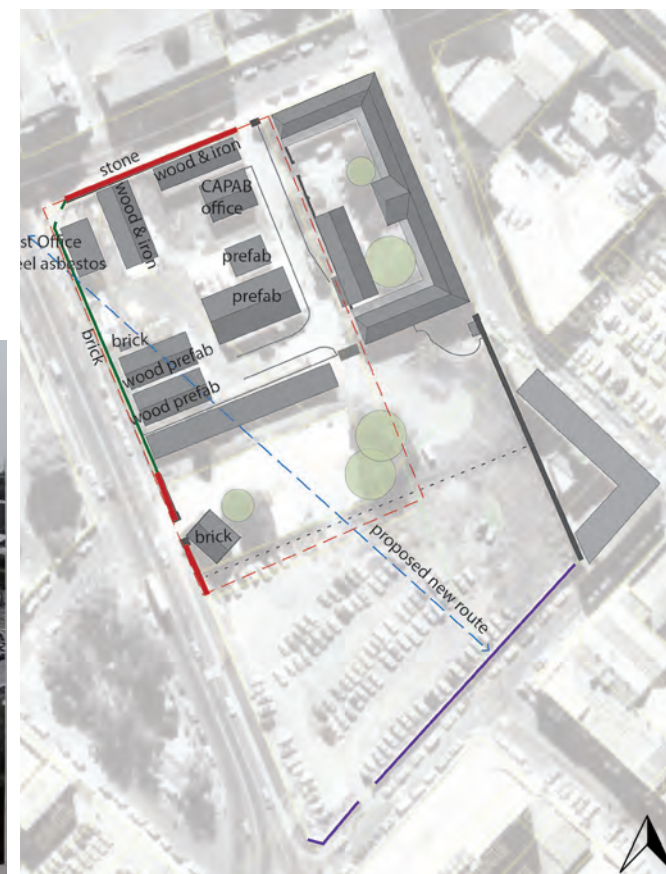 stone
wood & iron
wood & iron
CAPAB
office
st Office
eel asbestos
prefab
prefab
brick
brick
wood prefab
wood prefab
brick
proposed new route